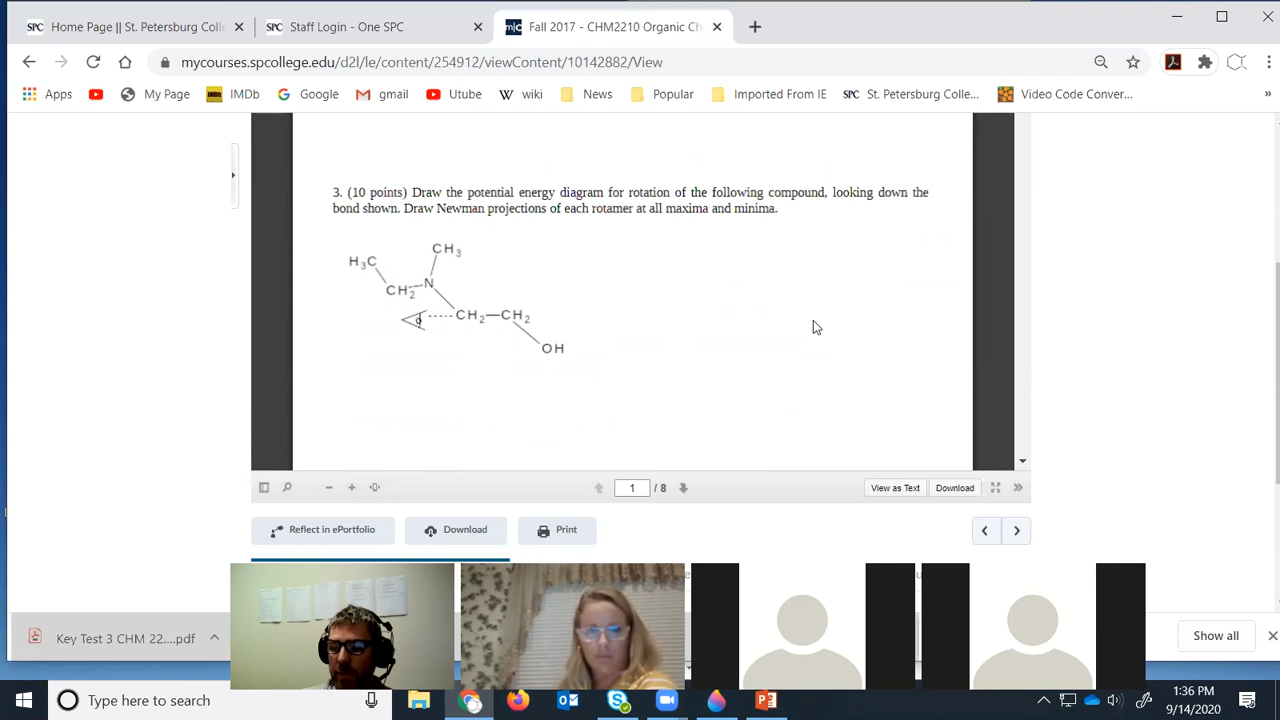 SPC Home Page || St. Petersburg Colle
SPC Staff Login - One SPC
m|c Fall 2017 - CHM2210 Organic Ch
mycourses.spcollege.edu/d2l/le/content/254912/viewContent/10142882/View
Apps
My Page
IMDb IMDb
Google
gmail
Utube
W wiki
News
Popular
Imported From IE
SPC St. Petersburg Colle...
Video Code Conver...
»
3. (10 points) Draw the potential energy diagram for rotation of the following compound, looking down the
bond shown. Draw Newman projections of each rotamer at all maxima and minima.
CH3
H3C
N
CH2
CH2—CH2
OH
1 / 8
View as Text
Download
Reflect in ePortfolio
Download
Print
Key Test 3 CHM 22....pdf
Show all
Type here to search
1:36 PM
9/14/2020